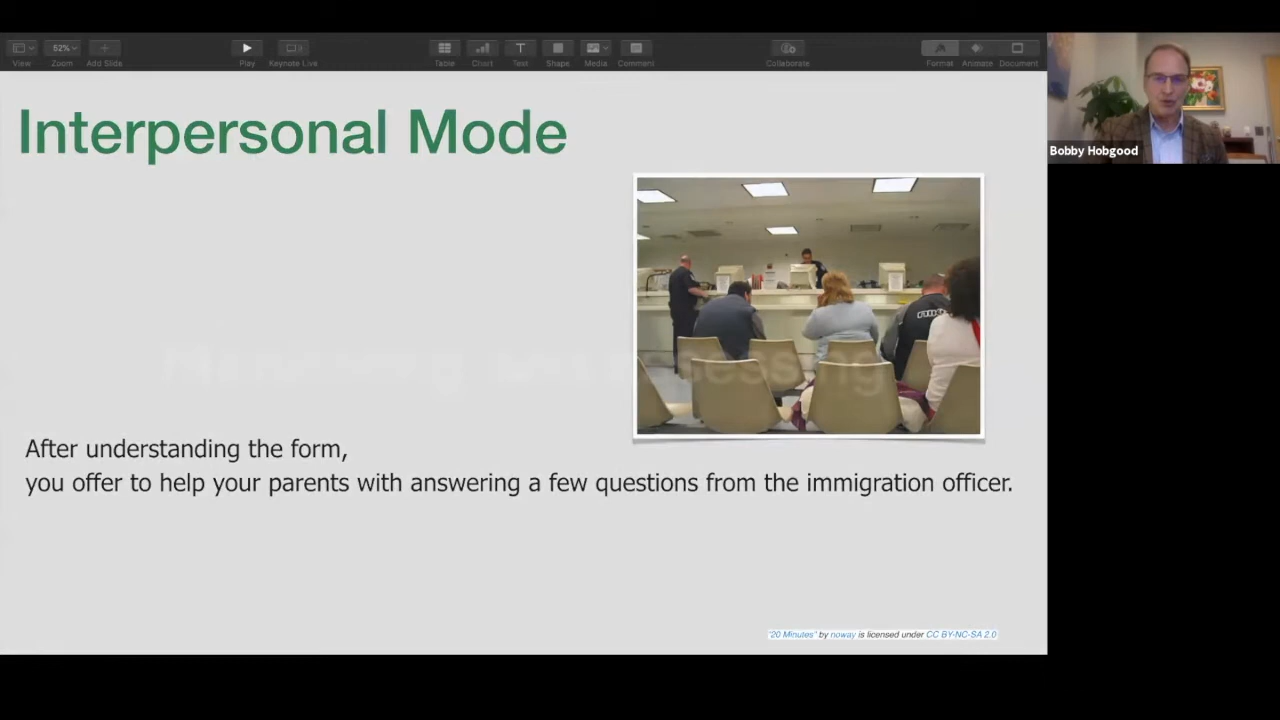 View
52%
Zoom
Add Slide
Play
Keynote Live
Table
Chart
Text
Shape
Media
Comment
Collaborate
Format
Animate
Document
Interpersonal Mode
Bobby Hobgood
After understanding the form,
you offer to help your parents with answering a few questions from the immigration officer.
"20 Minutes" by noway is licensed under CC BY-NC-SA 2.0